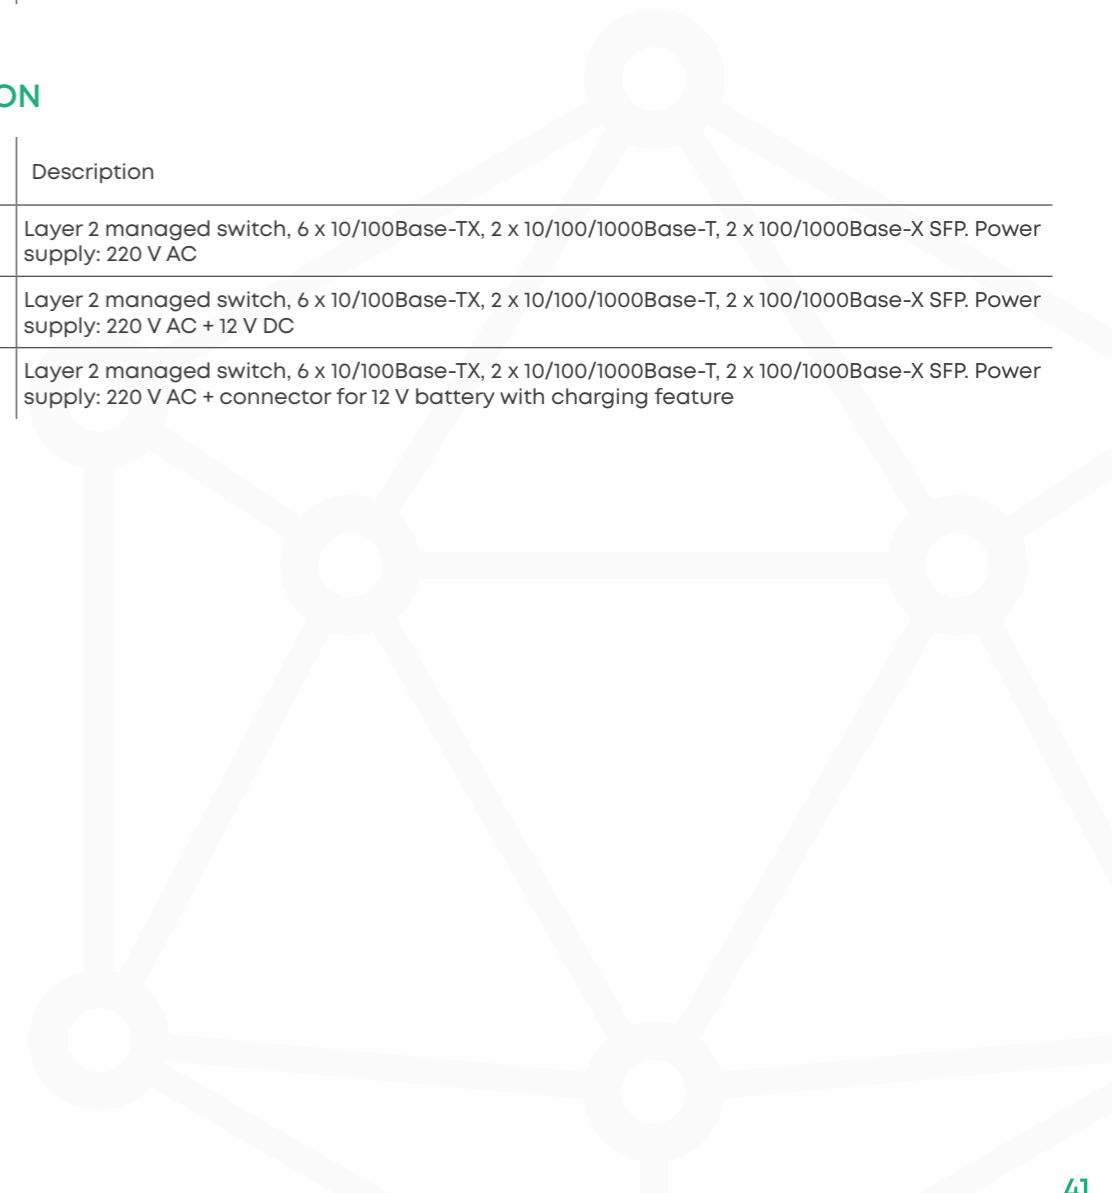 ON
Description
Layer 2 managed switch, 6 x 10/100Base-TX, 2 x 10/100/1000Base-T, 2 x 100/1000Base-X SFP. Power
supply: 220 V AC
Layer 2 managed switch, 6 x 10/100Base-TX, 2 x 10/100/1000Base-T, 2 x 100/1000Base-X SFP. Power
supply: 220 V AC + 12 V DC
Layer 2 managed switch, 6 x 10/100Base-TX, 2 x 10/100/1000Base-T, 2 x 100/1000Base-X SFP. Power
supply: 220 V AC + connector for 12 V battery with charging feature
41